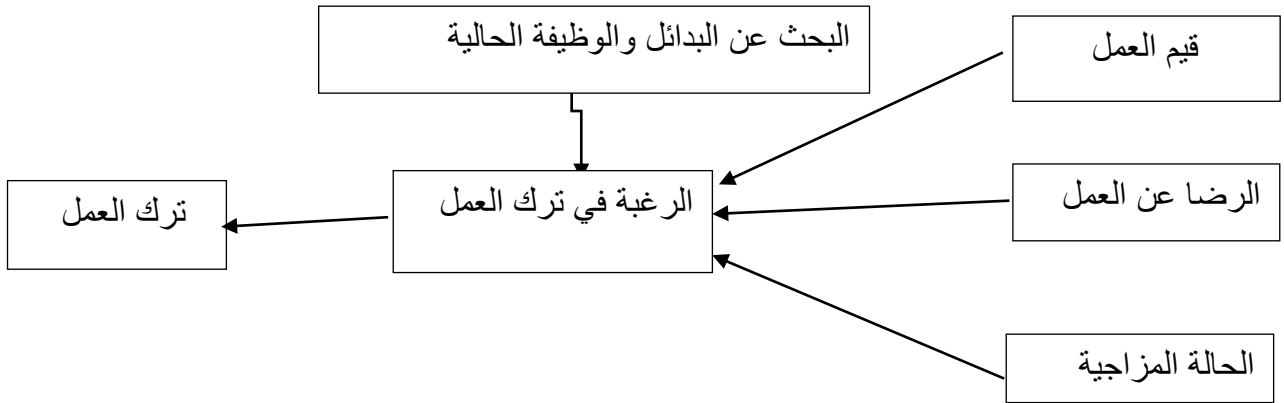 البحث عن البدائل والوظيفة الحالية
قيم العمل
الرضا عن العمل
الرغبة في ترك العمل
ترك العمل
الحالة المزاجية